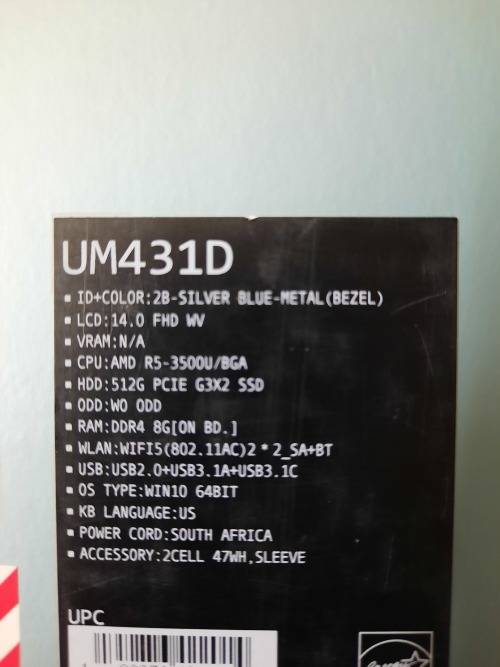 UM431D
▪ ID+COLOR:2B-SILVER BLUE-METAL(BEZEL)
▪ LCD:14.0 FHD WV
▪ VRAM:N/A
▪ CPU:AMD R5-3500U/BGA
▪ HDD:512G PCIE G3X2 SSD
▪ ODD:WO ODD
▪ RAM:DDR4 8G[ON BD.]
▪ WLAN:WIFI5(802.11AC)2*2_SA+BT
▪ USB:USB2.0+USB3.1A+USB3.1C
▪ OS TYPE:WIN10 64BIT
▪ KB LANGUAGE:US
▪ POWER CORD:SOUTH AFRICA
▪ ACCESSORY:2CELL 47WH,SLEEVE
UPC